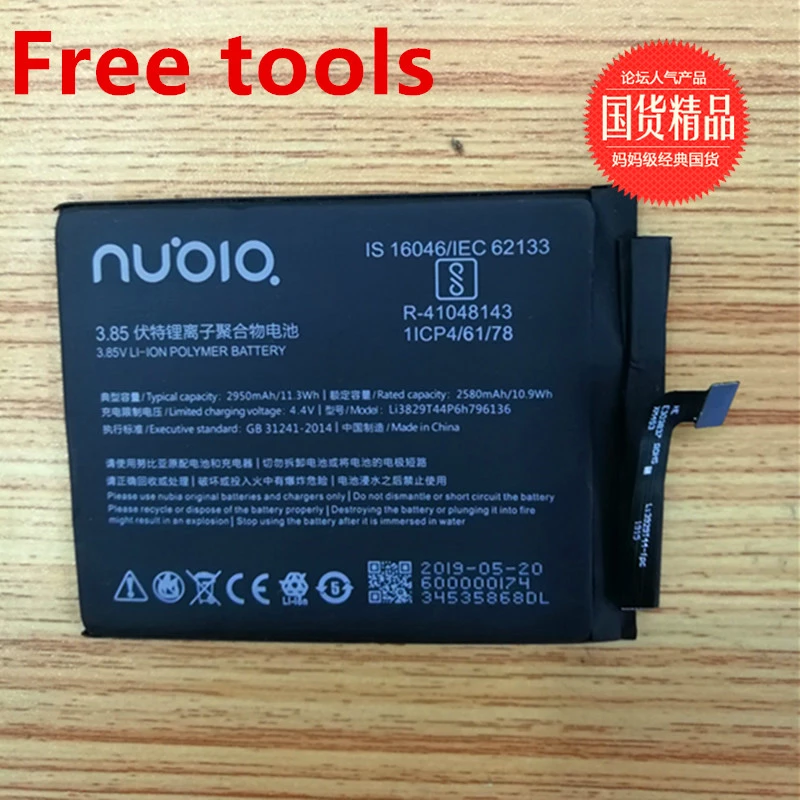 Free tools
论坛人气产品
国货精品
妈妈级经典国货
nubia
IS 16046/IEC 62133
R-41048143
1ICP4/61/78
3.85 伏特锂离子聚合物电池
3.85V LI-ION POLYMER BATTERY
典型容量/Typical capacity: 2950mAh/11.3Wh | 额定容量/Rated capacity: 2580mAh/10.9Wh
充电限制电压/Limited charging voltage: 4.4V | 型号/Model: Li3829T44P6h796136
执行标准/Executive standard: GB 31241-2014 | 中国制造/Made in China
请使用努比亚原配电池和充电器 | 切勿拆卸电池或将电池的电极短路
请正确回收或处置 | 破坏或投入火中有爆炸危险 | 电池浸水之后禁止使用
Please use nubia original batteries and chargers only | Do not dismantle or short circuit the battery
Please recycle or dispose of the battery properly | Destroying the battery or plunging it into fire
might result in an explosion | Stop using the battery after it is immersed in water
Li-ion
5
2019-05-20
600000174
34535868DL